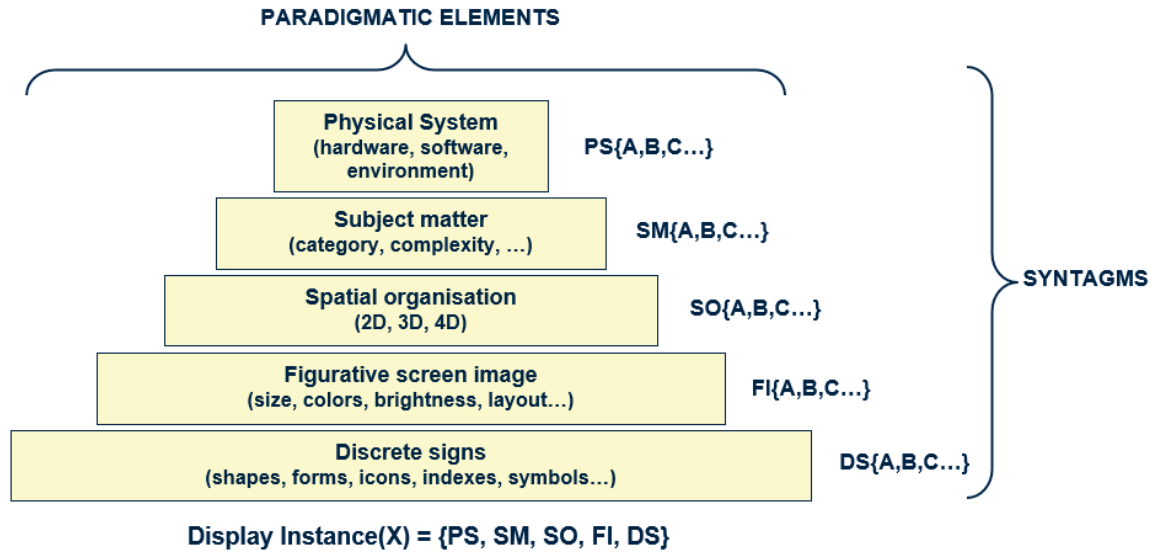 PARADIGMATIC ELEMENTS
Physical System
(hardware, software,
environment)
PS{A,B,C…}
Subject matter
(category, complexity, …)
SM{A,B,C…}
Spatial organisation
(2D, 3D, 4D)
SO{A,B,C…}
SYNTAGMS
Figurative screen image
(size, colors, brightness, layout…)
FI{A,B,C…}
Discrete signs
(shapes, forms, icons, indexes, symbols…)
DS{A,B,C…}
Display Instance(X) = {PS, SM, SO, FI, DS}